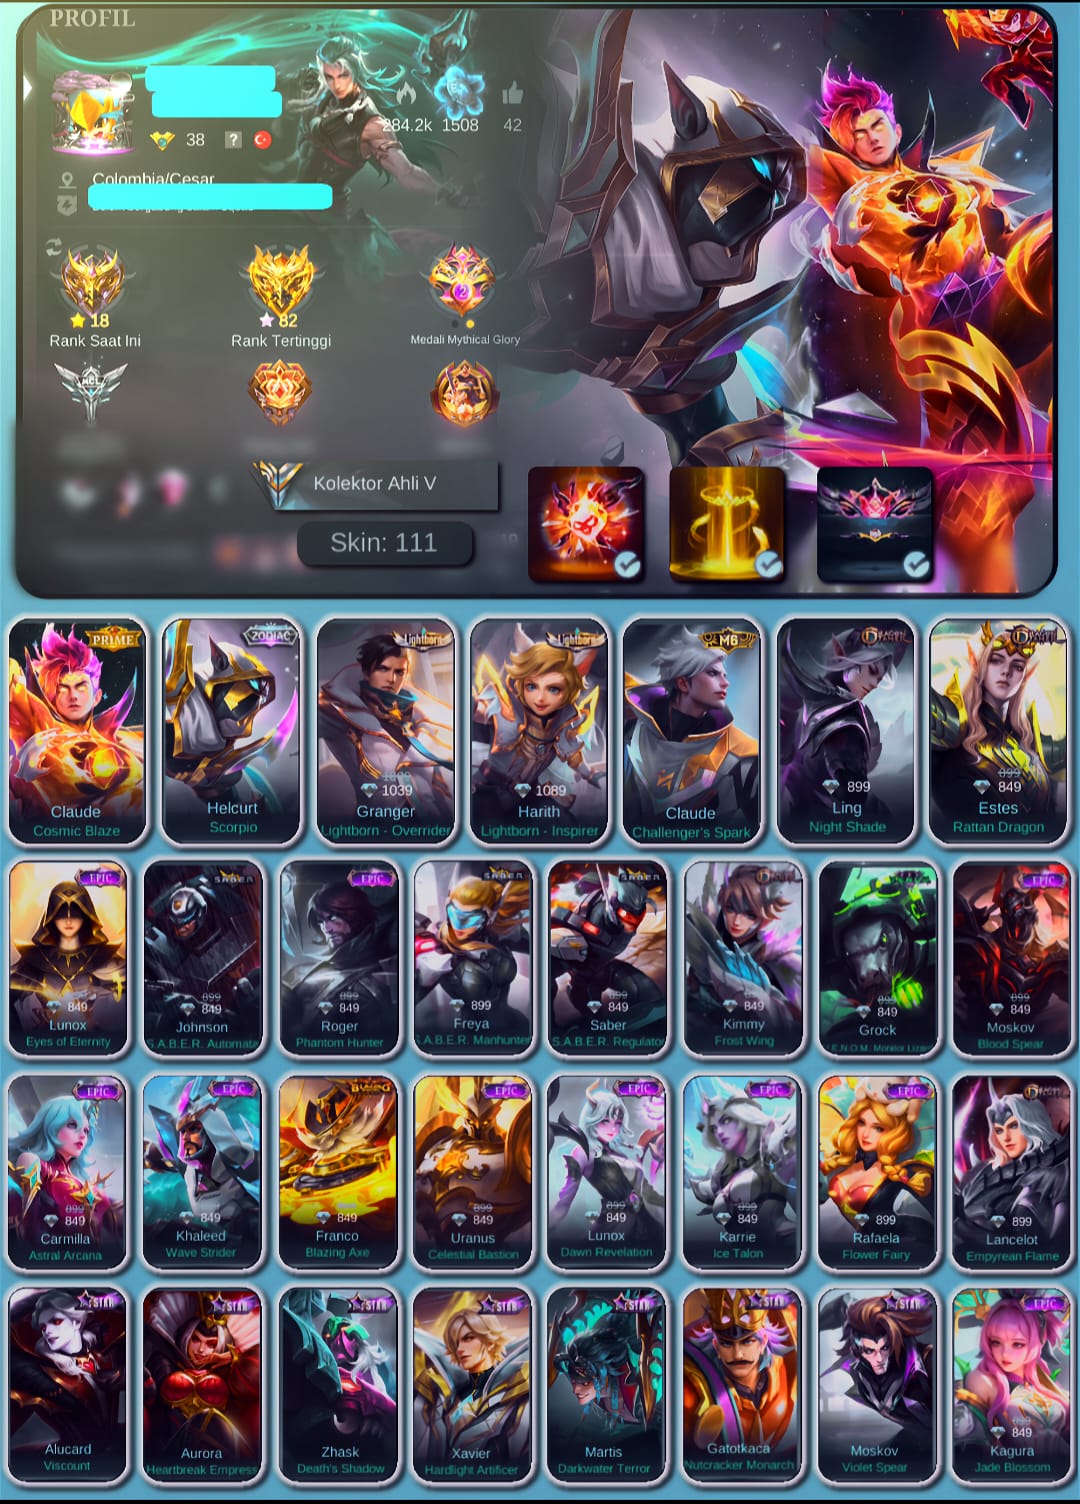 PROFIL
284.2k 1508 42
38 ?
Colombia/Cesar
2
18 82
Rank Saat Ini Rank Tertinggi Medali Mythical Glory
MCL
Kolektor Ahli V
Skin: 111
PRIME ZODIAC Lightborn Lightborn M6
1039 1089 899 899 849
Claude Helcurt Granger Harith Claude Ling Estes
Cosmic Blaze Scorpio Lightborn - Overrider Lightborn - Inspirer Challenger's Spark Night Shade Rattan Dragon
EPIC S.A.B.E.R EPIC S.A.B.E.R S.A.B.E.R EPIC
849 899 849 899 849 899 899 849 849 899 849 899 849
Lunox Johnson Roger Freya Saber Kimmy Grock Moskov
Eyes of Eternity S.A.B.E.R. Automata Phantom Hunter S.A.B.E.R. Manhunter S.A.B.E.R. Regulator Frost Wing V.E.N.O.M. Monitor Lizard Blood Spear
EPIC EPIC EPIC EPIC EPIC EPIC
899 849 849 849 899 849 899 849 899 849 899 899
Carmilla Khaleed Franco Uranus Lunox Karrie Rafaela Lancelot
Astral Arcana Wave Strider Blazing Axe Celestial Bastion Dawn Revelation Ice Talon Flower Fairy Empyrean Flame
STAR STAR STAR STAR STAR STAR STAR EPIC
899 849
Alucard Aurora Zhask Xavier Martis Gatotkaca Moskov Kagura
Viscount Heartbreak Empress Death's Shadow Hardlight Artificer Darkwater Terror Nutcracker Monarch Violet Spear Jade Blossom